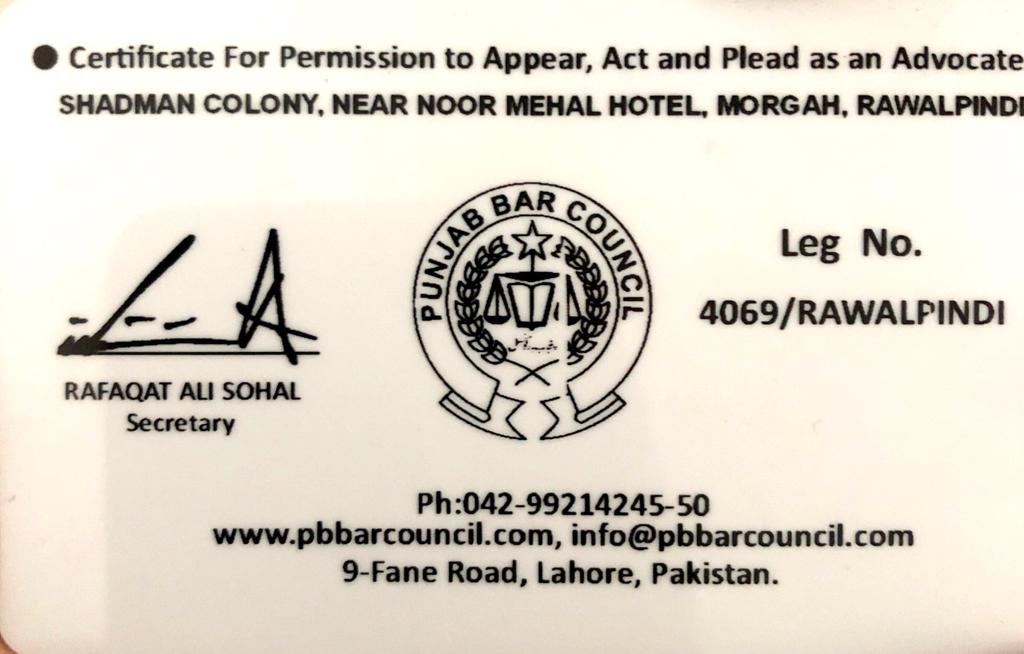 ● Certificate For Permission to Appear, Act and Plead as an Advocate
SHADMAN COLONY, NEAR NOOR MEHAL HOTEL, MORGAH, RAWALPINDI
PUNJAB BAR COUNCIL
Leg No.
4069/RAWALPINDI
RAFAQAT ALI SOHAL
Secretary
Ph:042-99214245-50
www.pbbarcouncil.com, info@pbbarcouncil.com
9-Fane Road, Lahore, Pakistan.